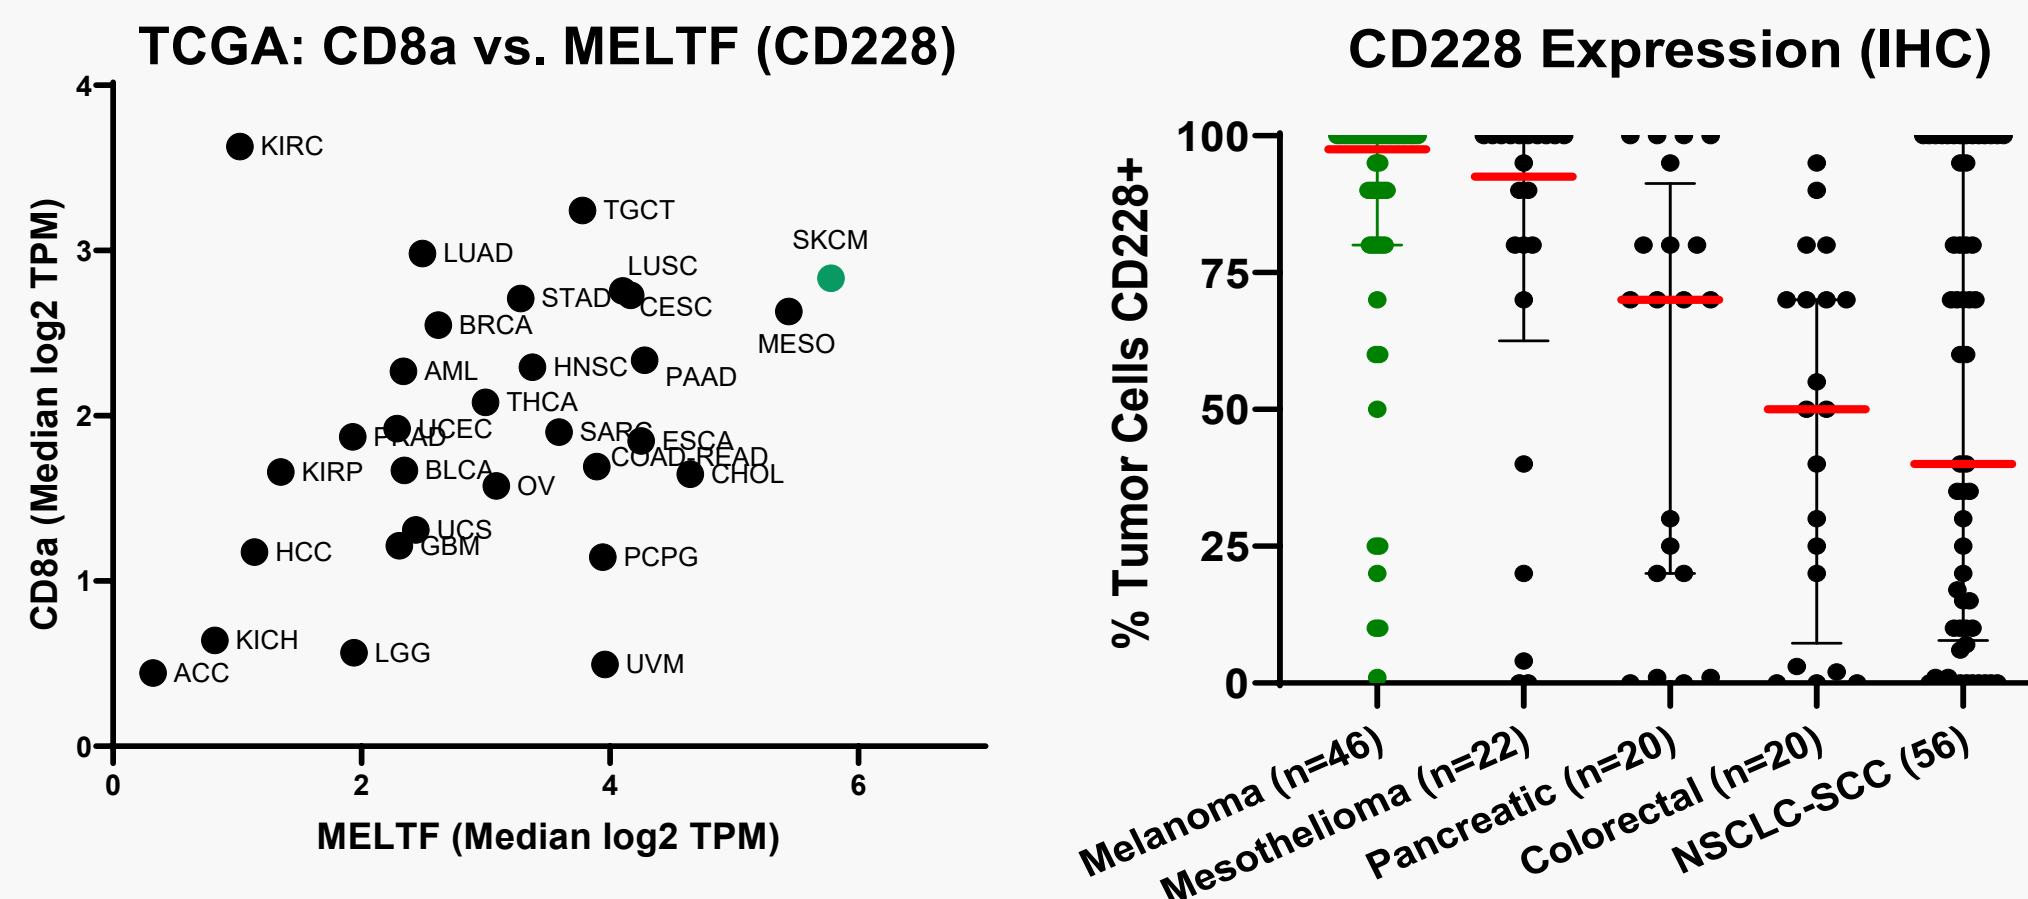 TCGA: CD8a vs. MELTF (CD228)
CD8a (Median log2 TPM)
4
3
2
1
0
KIRC
TGCT
LUAD
SKCM
LUSC
STAD
CESC
BRCA
MESO
AML
HNSC
PAAD
THCA
UCEC
PRAD
SARC
ESCA
COAD-READ
KIRP
BLCA
CHOL
OV
UCS
GBM
HCC
PCPG
KICH
LGG
UVM
ACC
0
2
4
6
MELTF (Median log2 TPM)
CD228 Expression (IHC)
% Tumor Cells CD228+
100
75
50
25
0
Melanoma (n=46)
Mesothelioma (n=22)
Pancreatic (n=20)
Colorectal (n=20)
NSCLC-SCC (56)